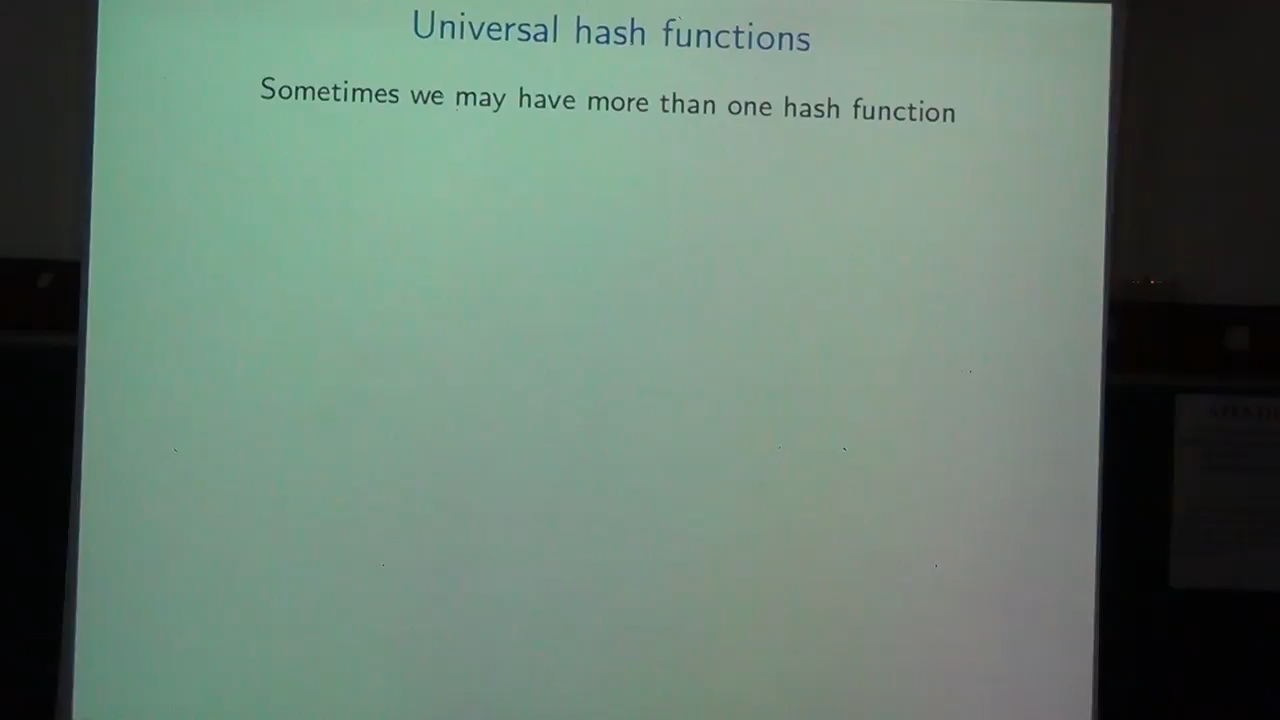 Universal hash functions
Sometimes we may have more than one hash function